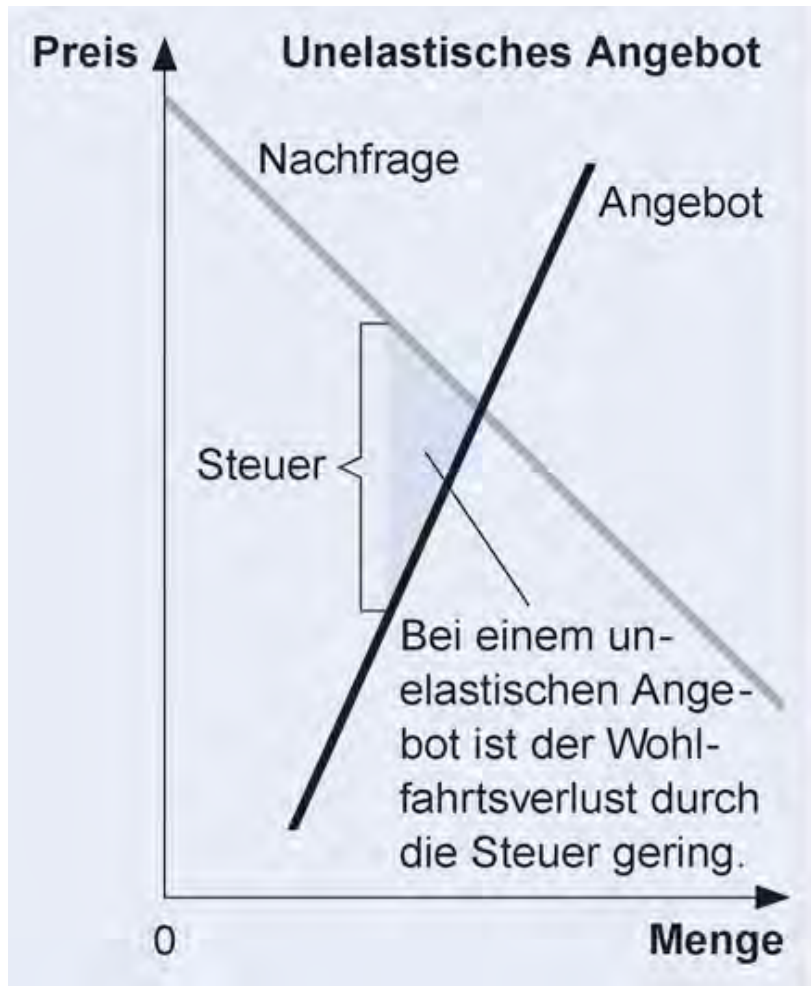 Preis
Unelastisches Angebot
Nachfrage
Angebot
Steuer
Bei einem un-
elastischen Ange-
bot ist der Wohl-
fahrtsverlust durch
die Steuer gering.
0
Menge